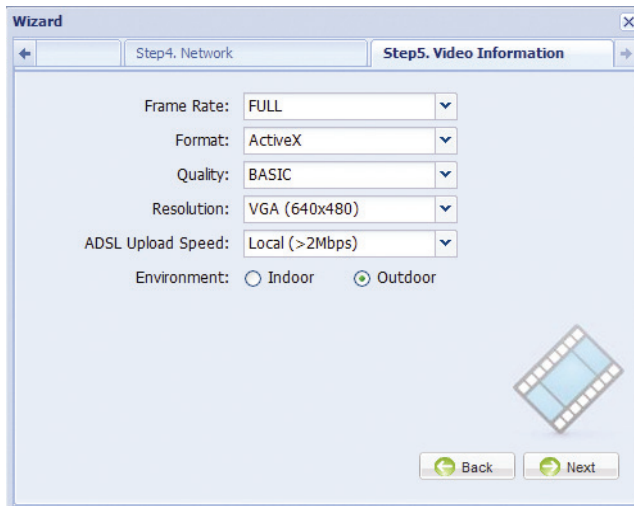 Wizard
Step4. Network
Step5. Video Information
Frame Rate: FULL
Format: ActiveX
Quality: BASIC
Resolution: VGA (640x480)
ADSL Upload Speed: Local (>2Mbps)
Environment: Indoor Outdoor
Back Next